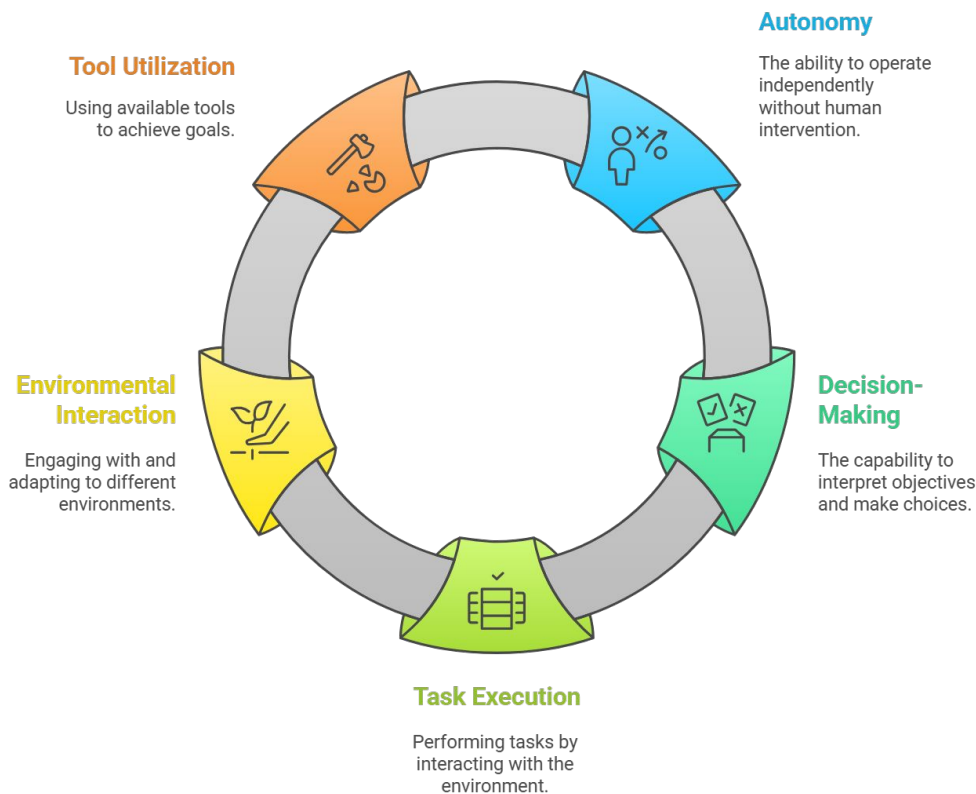 Autonomy
The ability to operate
independently
without human
intervention.
Tool Utilization
Using available tools
to achieve goals.
Environmental
Interaction
Engaging with and
adapting to different
environments.
Decision-
Making
The capability to
interpret objectives
and make choices.
Task Execution
Performing tasks by
interacting with the
environment.